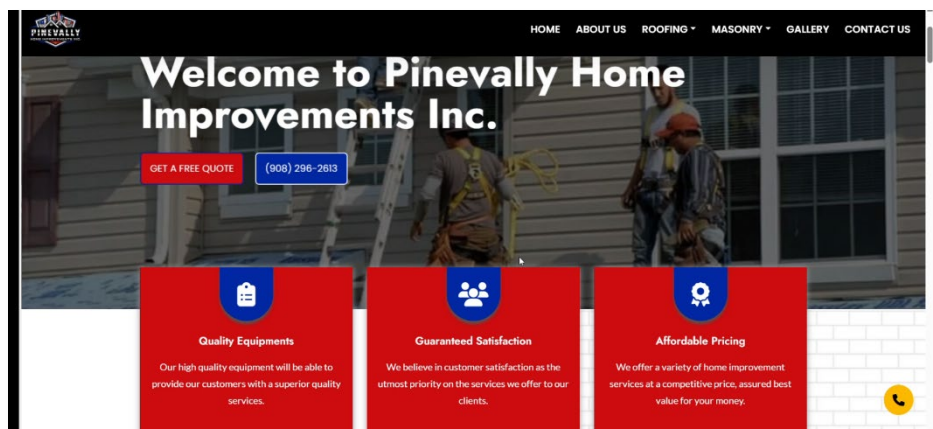 PINEVALLY
HOME ABOUT US ROOFING MASONRY GALLERY CONTACT US
Welcome to Pinevally Home
Improvements Inc.
GET A FREE QUOTE (908) 296-2613
Quality Equipments
Our high quality equipment will be able to
provide our customers with a superior quality
services.
Guaranteed Satisfaction
We believe in customer satisfaction as the
utmost priority on the services we offer to our
clients.
Affordable Pricing
We offer a variety of home improvement
services at a competitive price, assured best
value for your money.